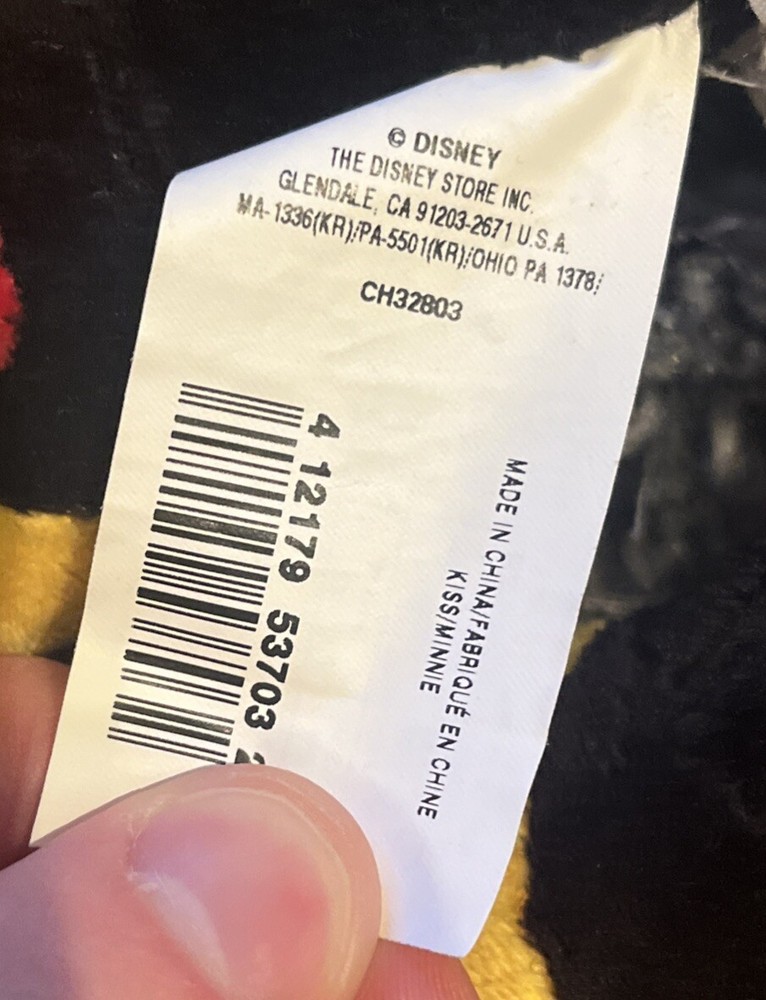 © DISNEY
THE DISNEY STORE INC.
GLENDALE, CA 91203-2671 U.S.A.
MA-1336(KR)/PA-5501(KR)/OHIO PA 1378/
CH32803
4 12179 53703
MADE IN CHINA/FABRIQUÉ EN CHINE
KISS/MINNIE